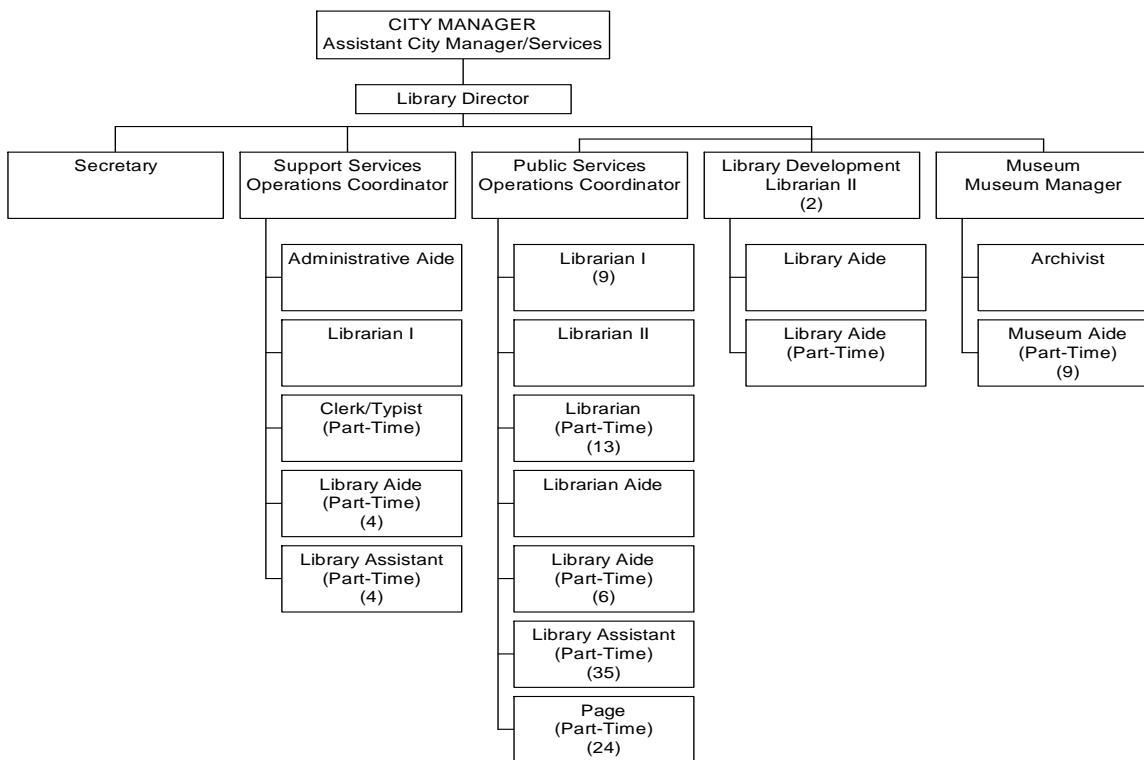 CITY MANAGER
Assistant City Manager/Services
Library Director
Secretary
Support Services
Operations Coordinator
Public Services
Operations Coordinator
Library Development
Librarian II
(2)
Museum
Museum Manager
Administrative Aide
Librarian I
Clerk/Typist
(Part-Time)
Library Aide
(Part-Time)
(4)
Library Assistant
(Part-Time)
(4)
Librarian I
(9)
Librarian II
Librarian
(Part-Time)
(13)
Librarian Aide
Library Aide
(Part-Time)
(6)
Library Assistant
(Part-Time)
(35)
Page
(Part-Time)
(24)
Library Aide
Library Aide
(Part-Time)
Archivist
Museum Aide
(Part-Time)
(9)